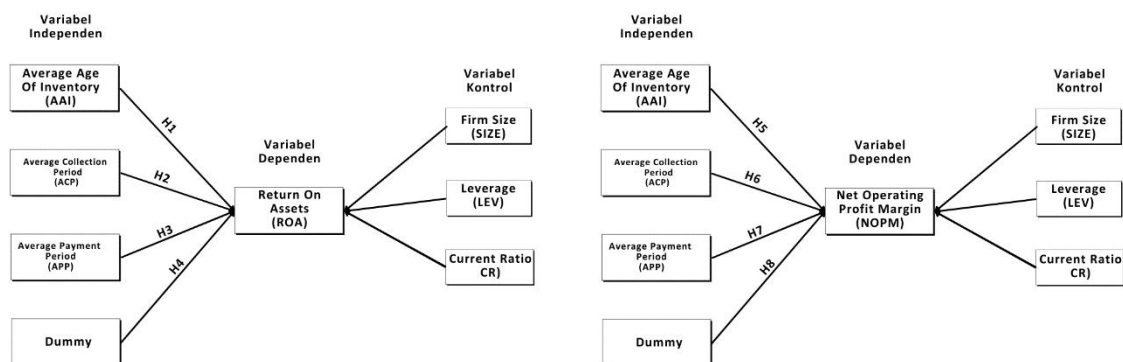 Variabel
Independen
Average Age
Of Inventory
(AAI)
Average Collection
Period
(ACP)
Average Payment
Period
(APP)
Dummy
H1
H2
H3
H4
Variabel
Dependen
Return On
Assets
(ROA)
Variabel
Kontrol
Firm Size
(SIZE)
Leverage
(LEV)
Current Ratio
CR)
Variabel
Independen
Average Age
Of Inventory
(AAI)
Average Collection
Period
(ACP)
Average Payment
Period
(APP)
Dummy
H5
H6
H7
H8
Variabel
Dependen
Net Operating
Profit Margin
(NOPM)
Variabel
Kontrol
Firm Size
(SIZE)
Leverage
(LEV)
Current Ratio
CR)